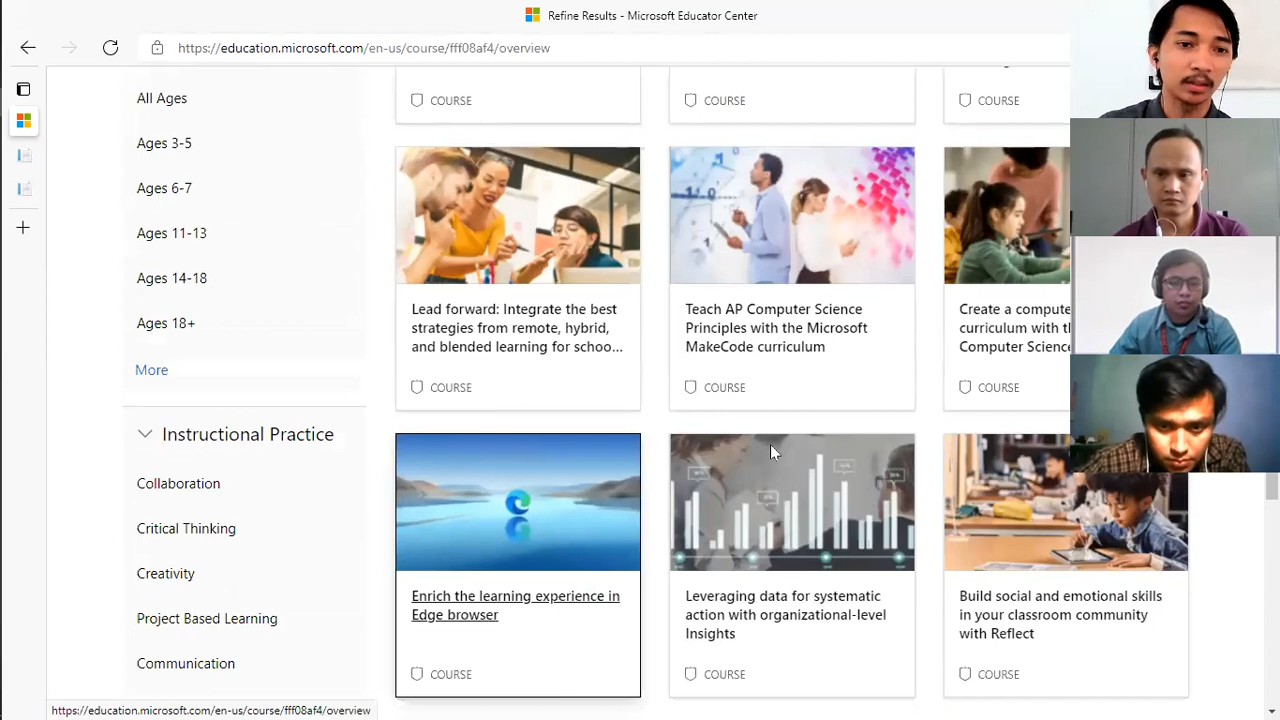 Refine Results - Microsoft Educator Center
https://education.microsoft.com/en-us/course/fff08af4/overview
All Ages
Ages 3-5
Ages 6-7
Ages 11-13
Ages 14-18
Ages 18+
More
Instructional Practice
Collaboration
Critical Thinking
Creativity
Project Based Learning
Communication
COURSE
COURSE
COURSE
Lead forward: Integrate the best
strategies from remote, hybrid,
and blended learning for schoo...
COURSE
Teach AP Computer Science
Principles with the Microsoft
MakeCode curriculum
COURSE
Create a compute
curriculum with t
Computer Science
COURSE
Enrich the learning experience in
Edge browser
COURSE
Leveraging data for systematic
action with organizational-level
Insights
COURSE
Build social and emotional skills
in your classroom community
with Reflect
COURSE
https://education.microsoft.com/en-us/course/fff08af4/overview